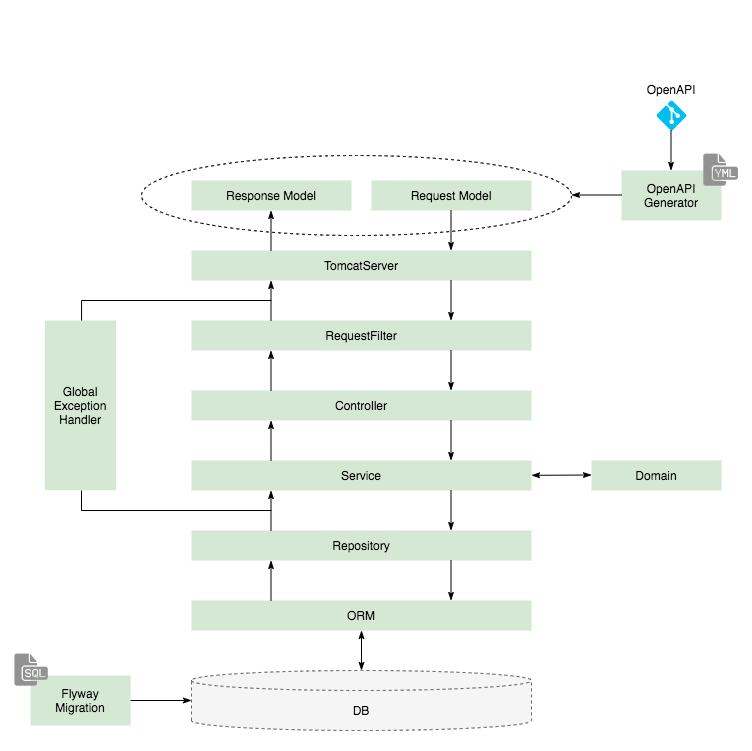 OpenAPI
YML
OpenAPI
Generator
Response Model
Request Model
TomcatServer
RequestFilter
Global
Exception
Handler
Controller
Service
Domain
Repository
ORM
SQL
Flyway
Migration
DB